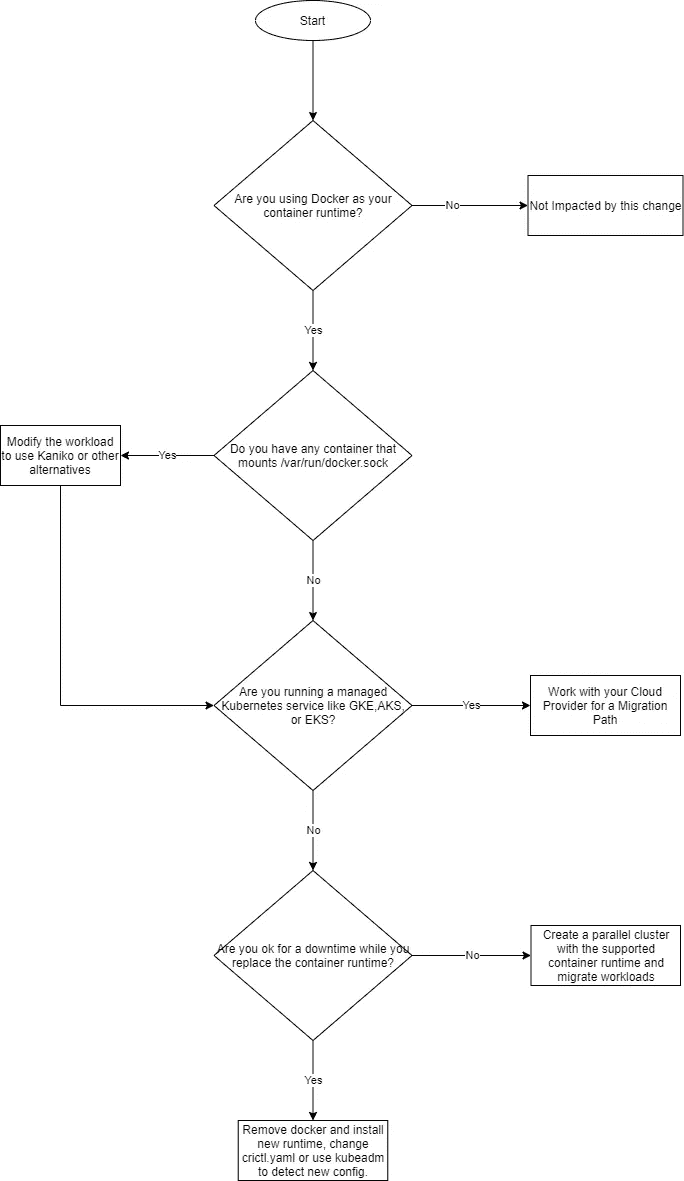 Start
Are you using Docker as your
container runtime?
No
Not Impacted by this change
Yes
Do you have any container that
mounts /var/run/docker.sock
Yes
Modify the workload
to use Kaniko or other
alternatives
No
Are you running a managed
Kubernetes service like GKE,AKS,
or EKS?
Yes
Work with your Cloud
Provider for a Migration
Path
No
Are you ok for a downtime while you
replace the container runtime?
No
Create a parallel cluster
with the supported
container runtime and
migrate workloads
Yes
Remove docker and install
new runtime, change
crictl.yaml or use kubeadm
to detect new config.